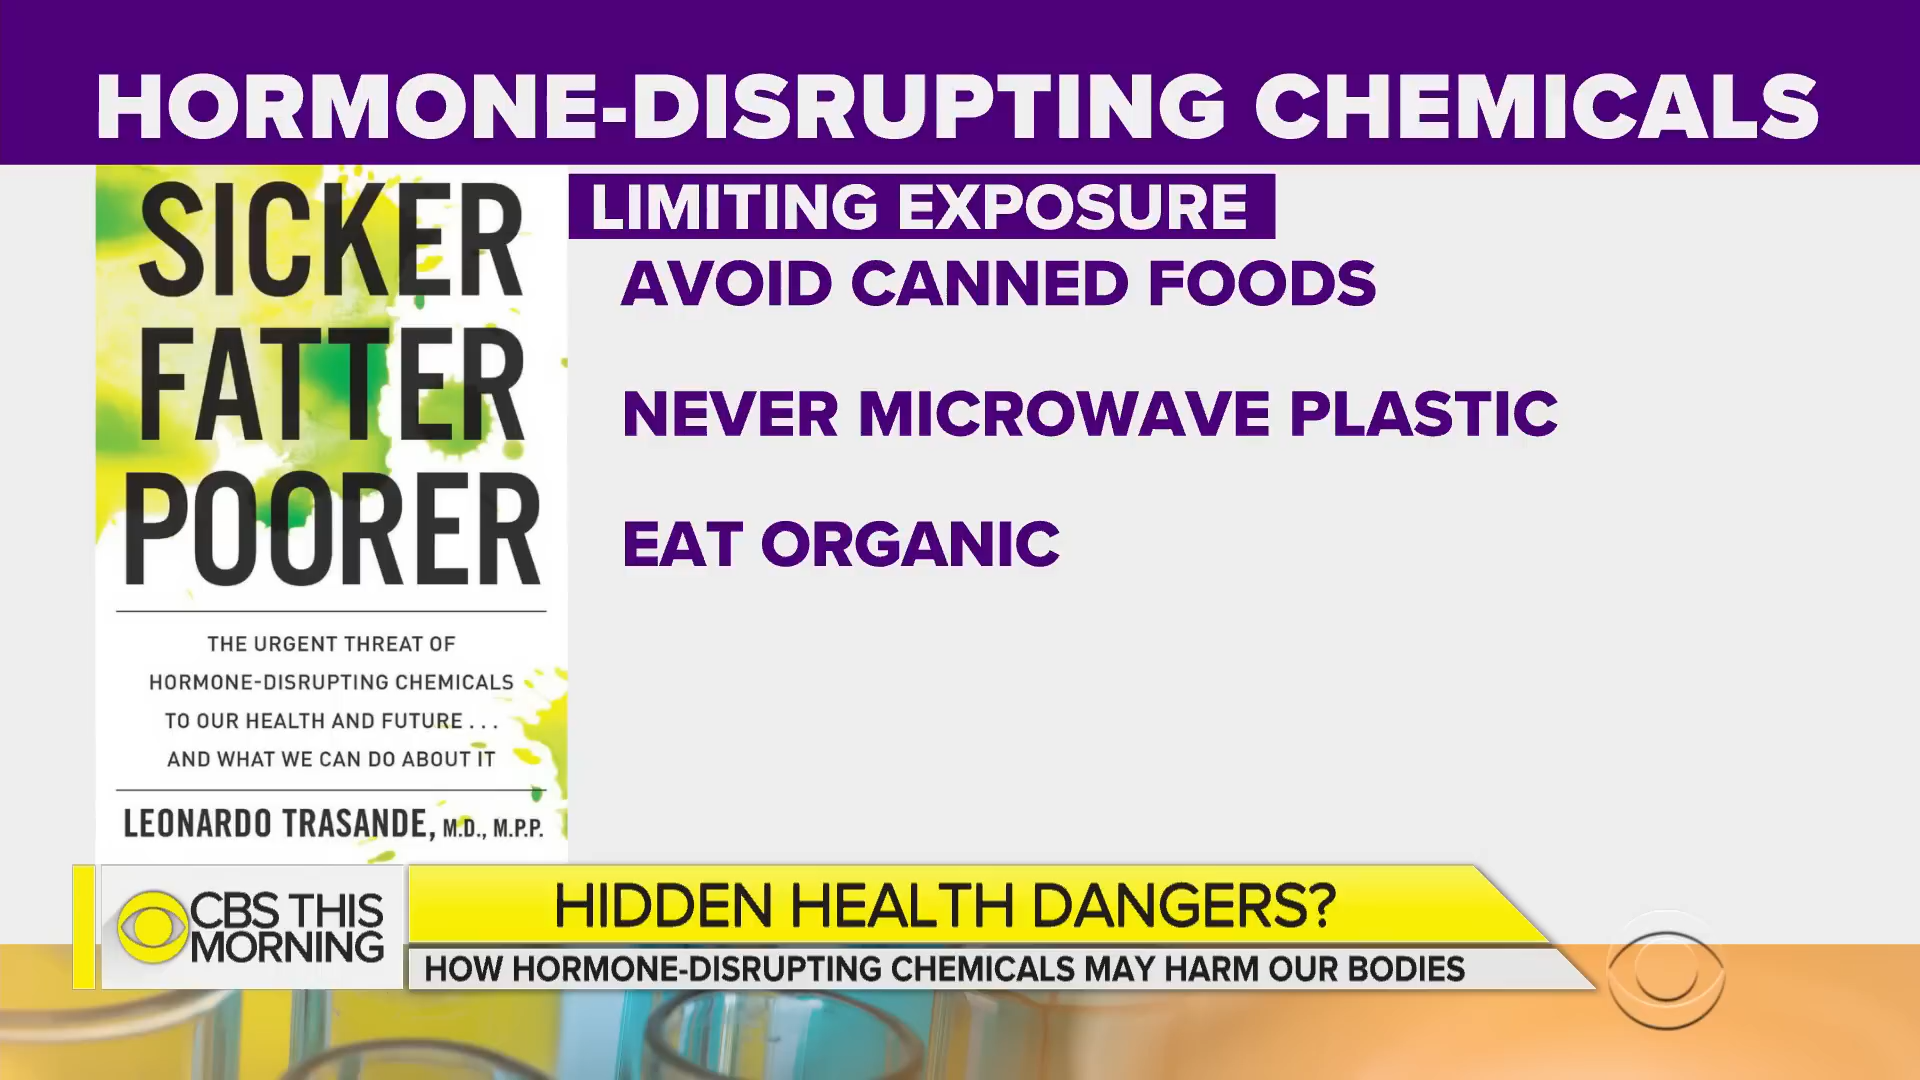 HORMONE-DISRUPTING CHEMICALS
SICKER
FATTER
POORER
THE URGENT THREAT OF
HORMONE-DISRUPTING CHEMICALS
TO OUR HEALTH AND FUTURE . . .
AND WHAT WE CAN DO ABOUT IT
LEONARDO TRASANDE, M.D., M.P.P.
LIMITING EXPOSURE
AVOID CANNED FOODS
NEVER MICROWAVE PLASTIC
EAT ORGANIC
CBS THIS
MORNING
HIDDEN HEALTH DANGERS?
HOW HORMONE-DISRUPTING CHEMICALS MAY HARM OUR BODIES